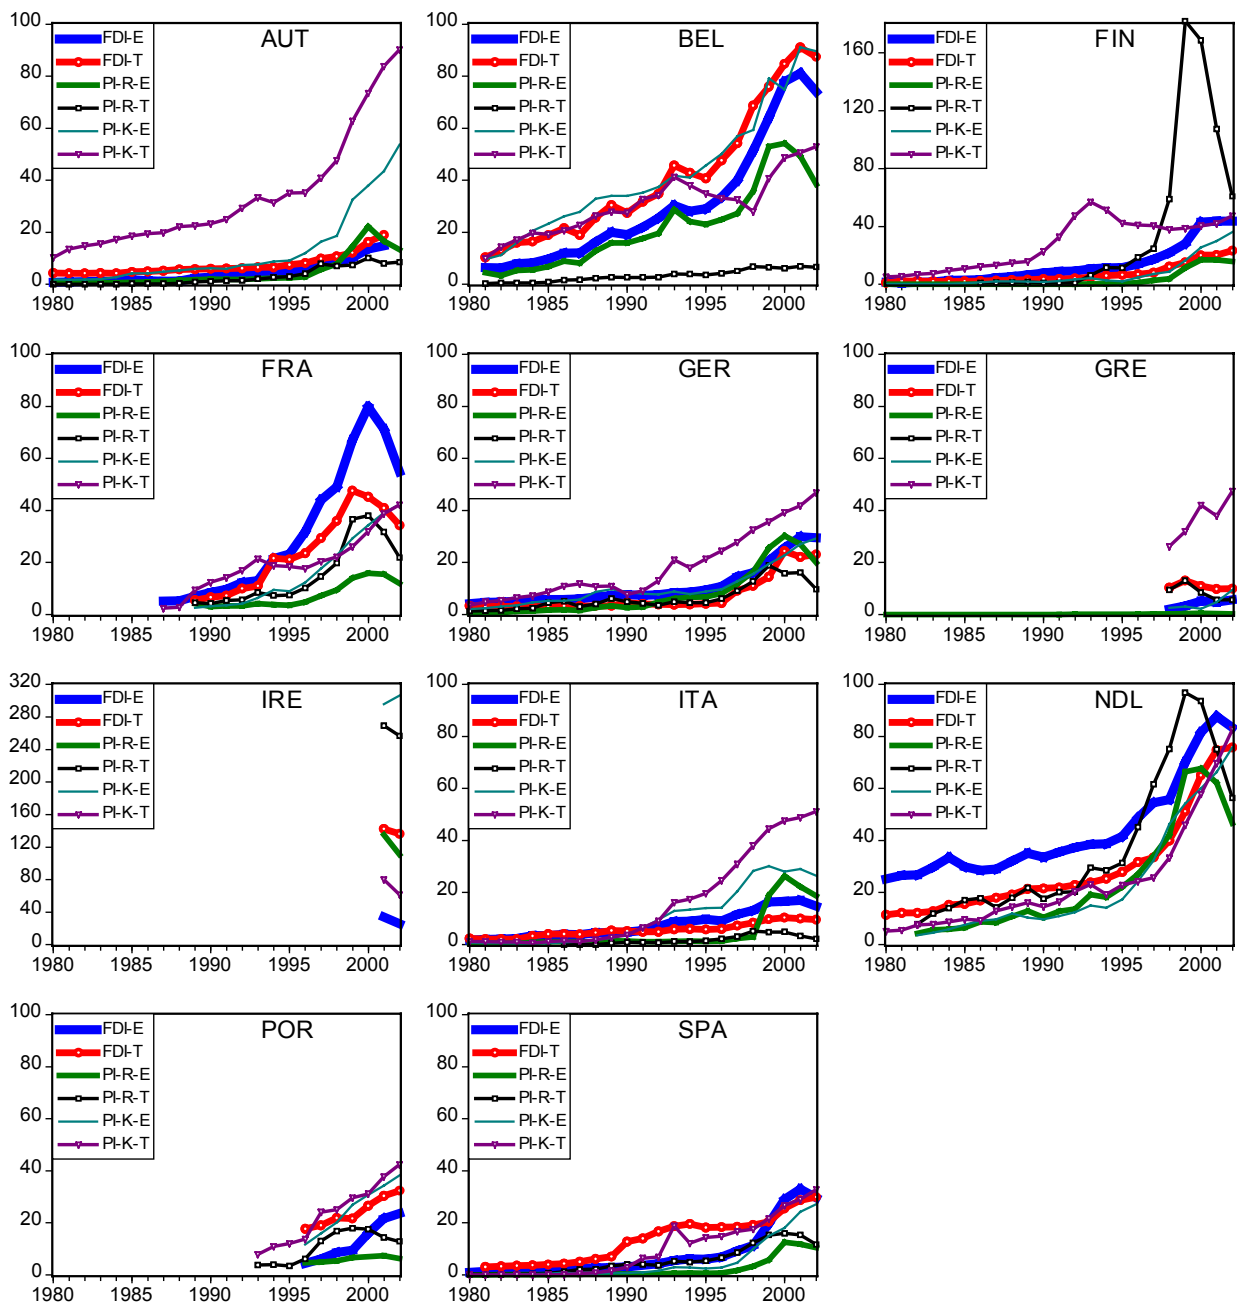 AUT
100
80
60
40
20
0
FDI-E
FDI-T
PI-R-E
PI-R-T
PI-K-E
PI-K-T
1980 1985 1990 1995 2000
BEL
100
80
60
40
20
0
FDI-E
FDI-T
PI-R-E
PI-R-T
PI-K-E
PI-K-T
1980 1985 1990 1995 2000
FIN
160
120
80
40
0
FDI-E
FDI-T
PI-R-E
PI-R-T
PI-K-E
PI-K-T
1980 1985 1990 1995 2000
FRA
100
80
60
40
20
0
FDI-E
FDI-T
PI-R-E
PI-R-T
PI-K-E
PI-K-T
1980 1985 1990 1995 2000
GER
100
80
60
40
20
0
FDI-E
FDI-T
PI-R-E
PI-R-T
PI-K-E
PI-K-T
1980 1985 1990 1995 2000
GRE
100
80
60
40
20
0
FDI-E
FDI-T
PI-R-E
PI-R-T
PI-K-E
PI-K-T
1980 1985 1990 1995 2000
IRE
320
280
240
200
160
120
80
40
0
FDI-E
FDI-T
PI-R-E
PI-R-T
PI-K-E
PI-K-T
1980 1985 1990 1995 2000
ITA
100
80
60
40
20
0
FDI-E
FDI-T
PI-R-E
PI-R-T
PI-K-E
PI-K-T
1980 1985 1990 1995 2000
NDL
100
80
60
40
20
0
FDI-E
FDI-T
PI-R-E
PI-R-T
PI-K-E
PI-K-T
1980 1985 1990 1995 2000
POR
100
80
60
40
20
0
FDI-E
FDI-T
PI-R-E
PI-R-T
PI-K-E
PI-K-T
1980 1985 1990 1995 2000
SPA
100
80
60
40
20
0
FDI-E
FDI-T
PI-R-E
PI-R-T
PI-K-E
PI-K-T
1980 1985 1990 1995 2000